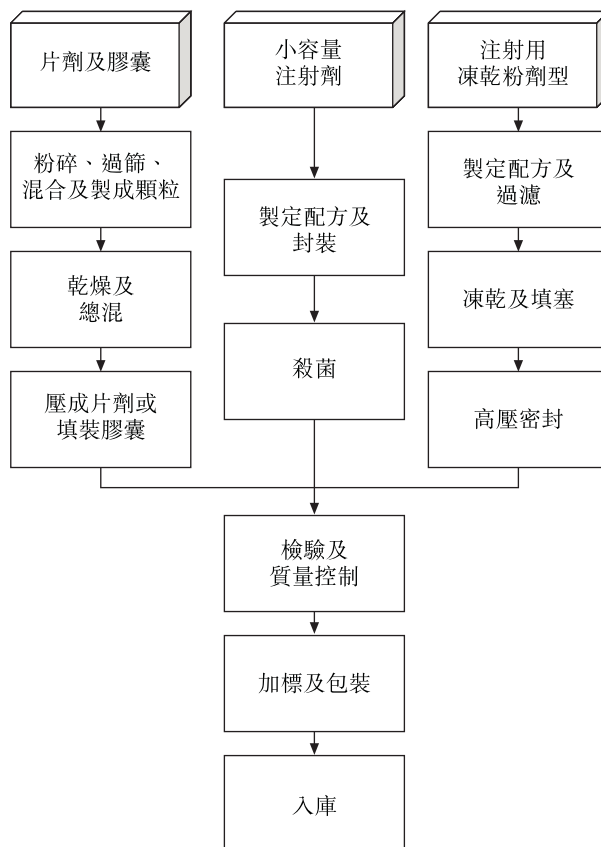 片劑及膠囊
小容量
注射劑
注射用
凍乾粉劑型
粉碎、過篩、
混合及製成顆粒
製定配方及
封裝
製定配方及
過濾
乾燥及
總混
凍乾及填塞
殺菌
壓成片劑或
填裝膠囊
高壓密封
檢驗及
質量控制
加標及包裝
入庫